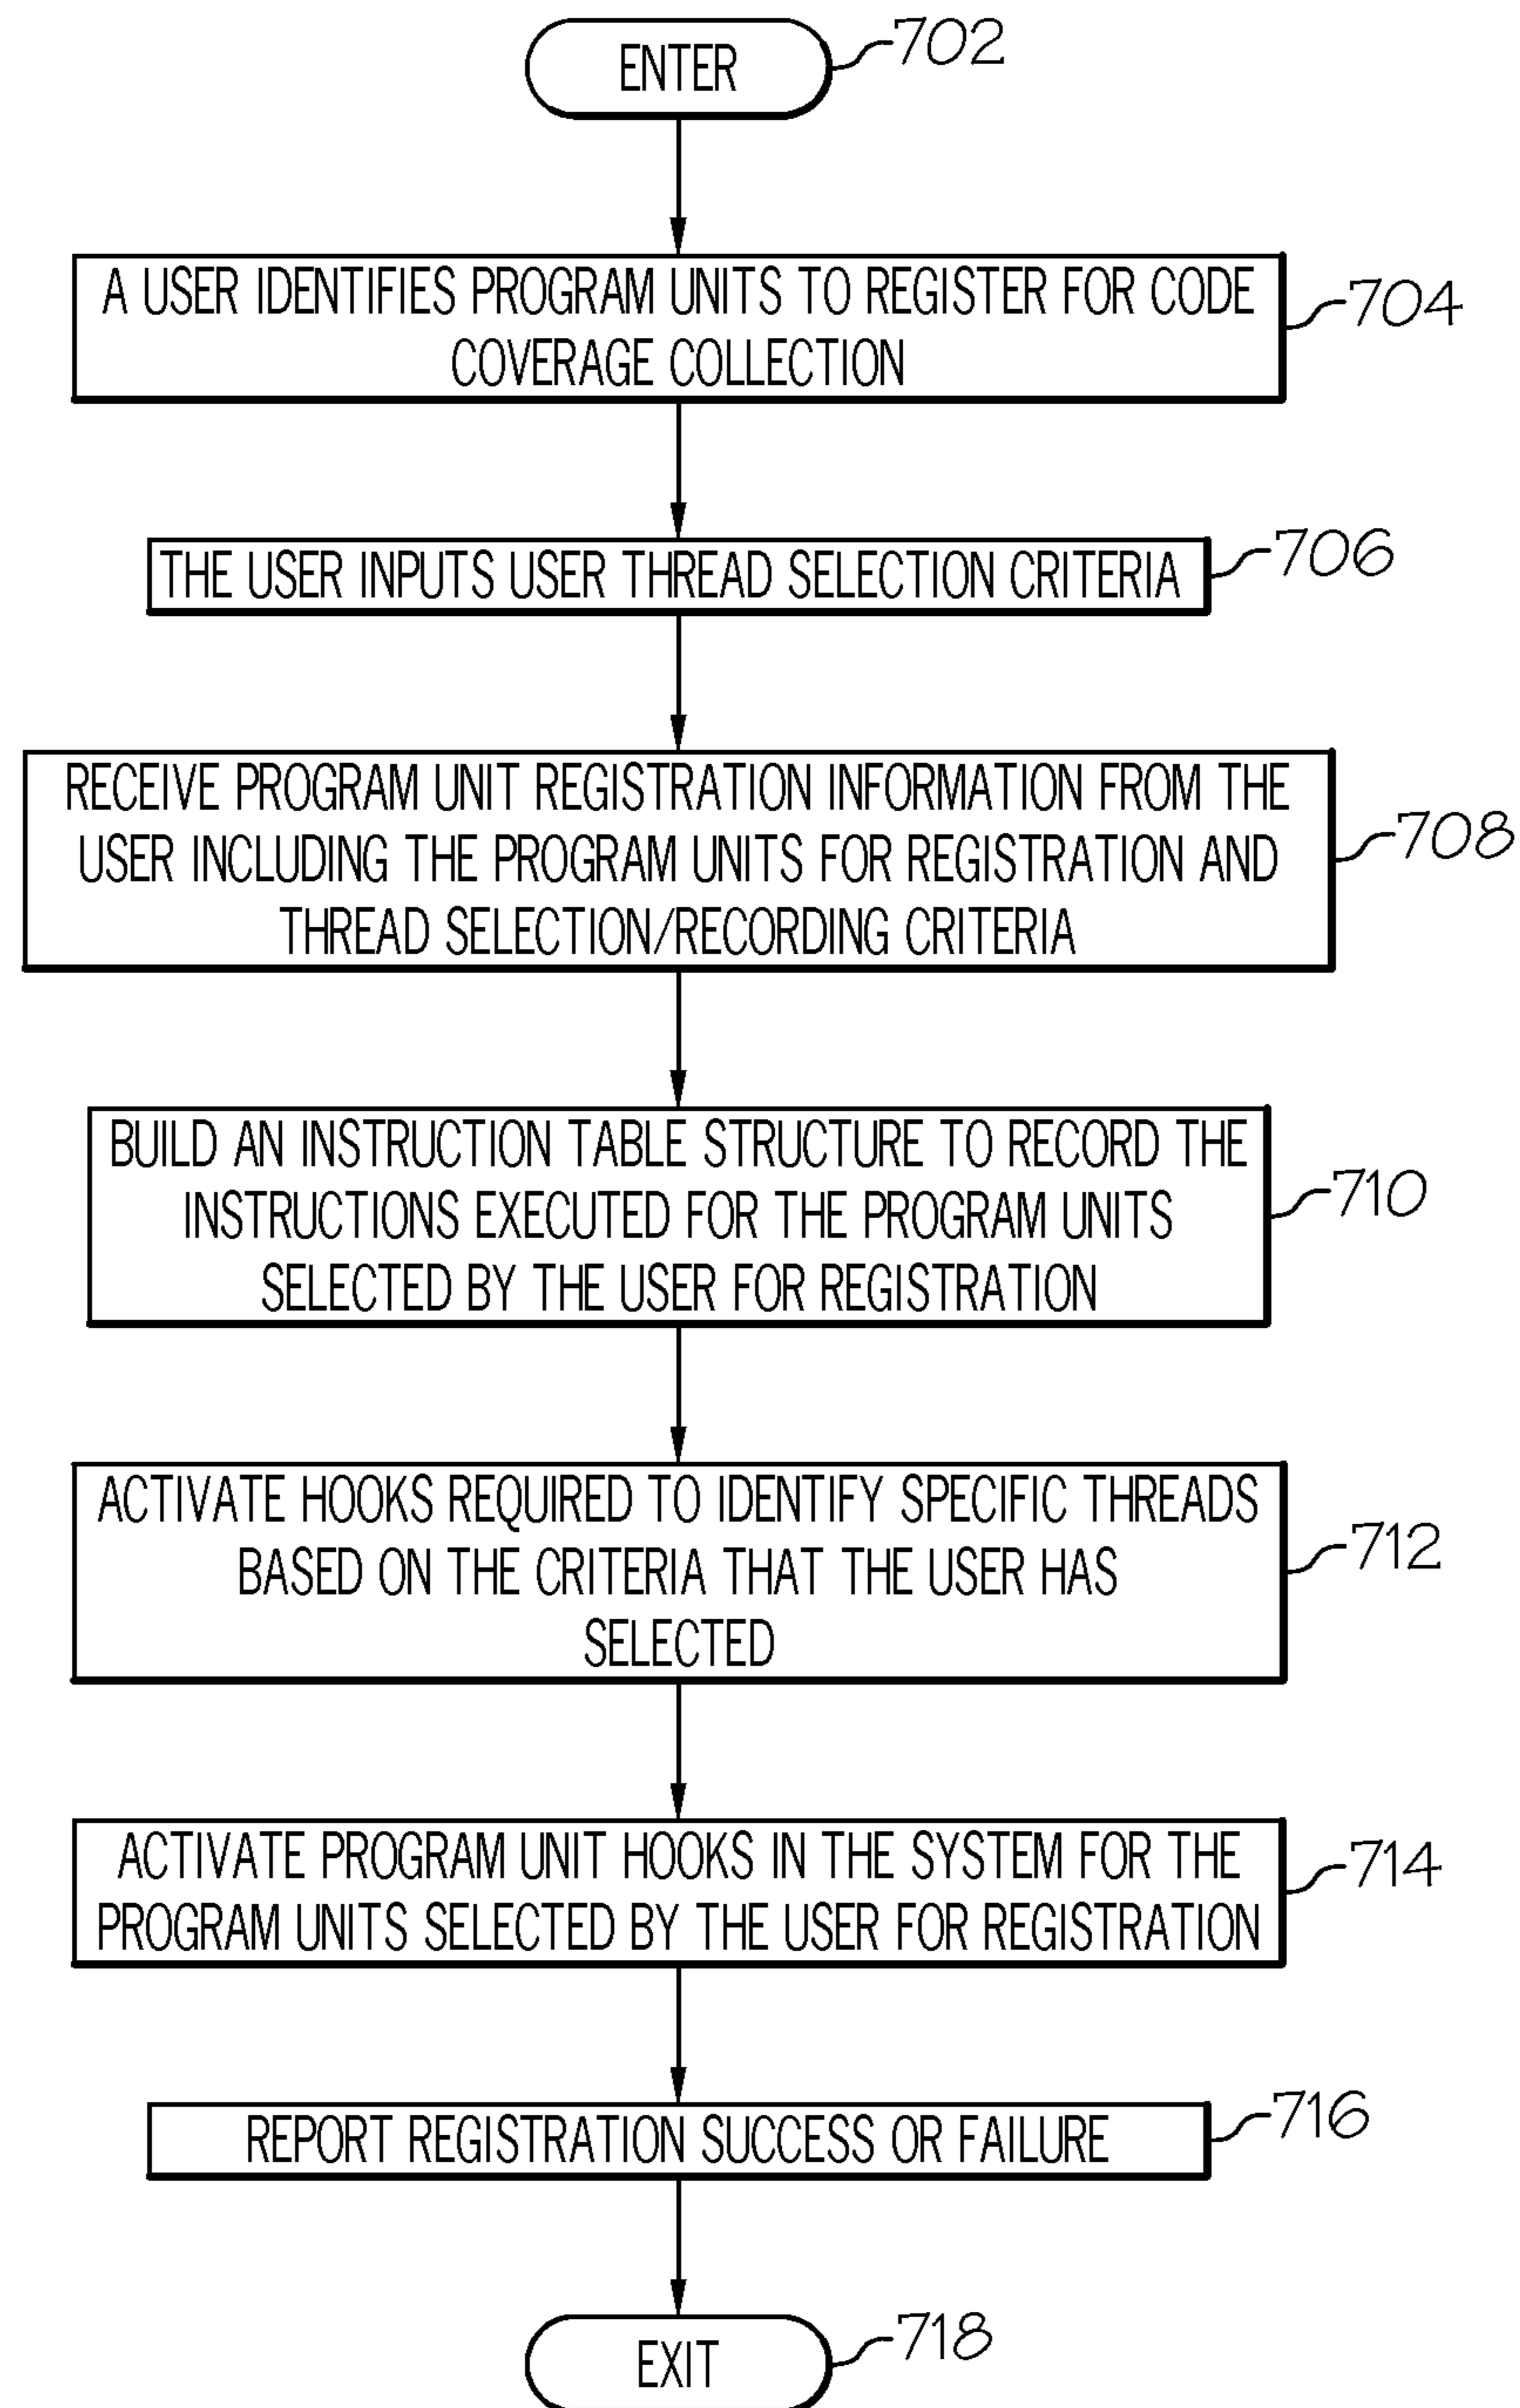 ENTER
702
A USER IDENTIFIES PROGRAM UNITS TO REGISTER FOR CODE
COVERAGE COLLECTION
704
THE USER INPUTS USER THREAD SELECTION CRITERIA
706
RECEIVE PROGRAM UNIT REGISTRATION INFORMATION FROM THE
USER INCLUDING THE PROGRAM UNITS FOR REGISTRATION AND
THREAD SELECTION/RECORDING CRITERIA
708
BUILD AN INSTRUCTION TABLE STRUCTURE TO RECORD THE
INSTRUCTIONS EXECUTED FOR THE PROGRAM UNITS
SELECTED BY THE USER FOR REGISTRATION
710
ACTIVATE HOOKS REQUIRED TO IDENTIFY SPECIFIC THREADS
BASED ON THE CRITERIA THAT THE USER HAS
SELECTED
712
ACTIVATE PROGRAM UNIT HOOKS IN THE SYSTEM FOR THE
PROGRAM UNITS SELECTED BY THE USER FOR REGISTRATION
714
REPORT REGISTRATION SUCCESS OR FAILURE
716
EXIT
718